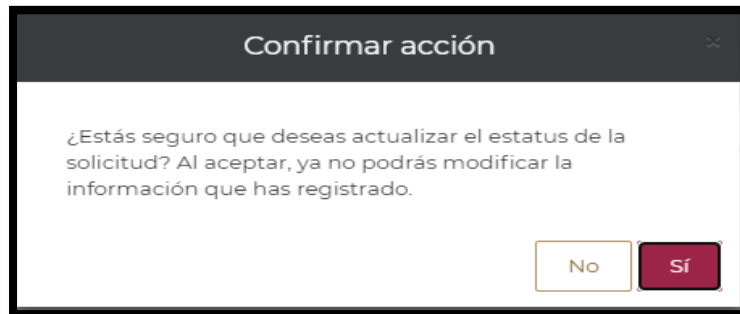 Confirmar acción ×
¿Estás seguro que deseas actualizar el estatus de la
solicitud? Al aceptar, ya no podrás modificar la
información que has registrado.
No Sí